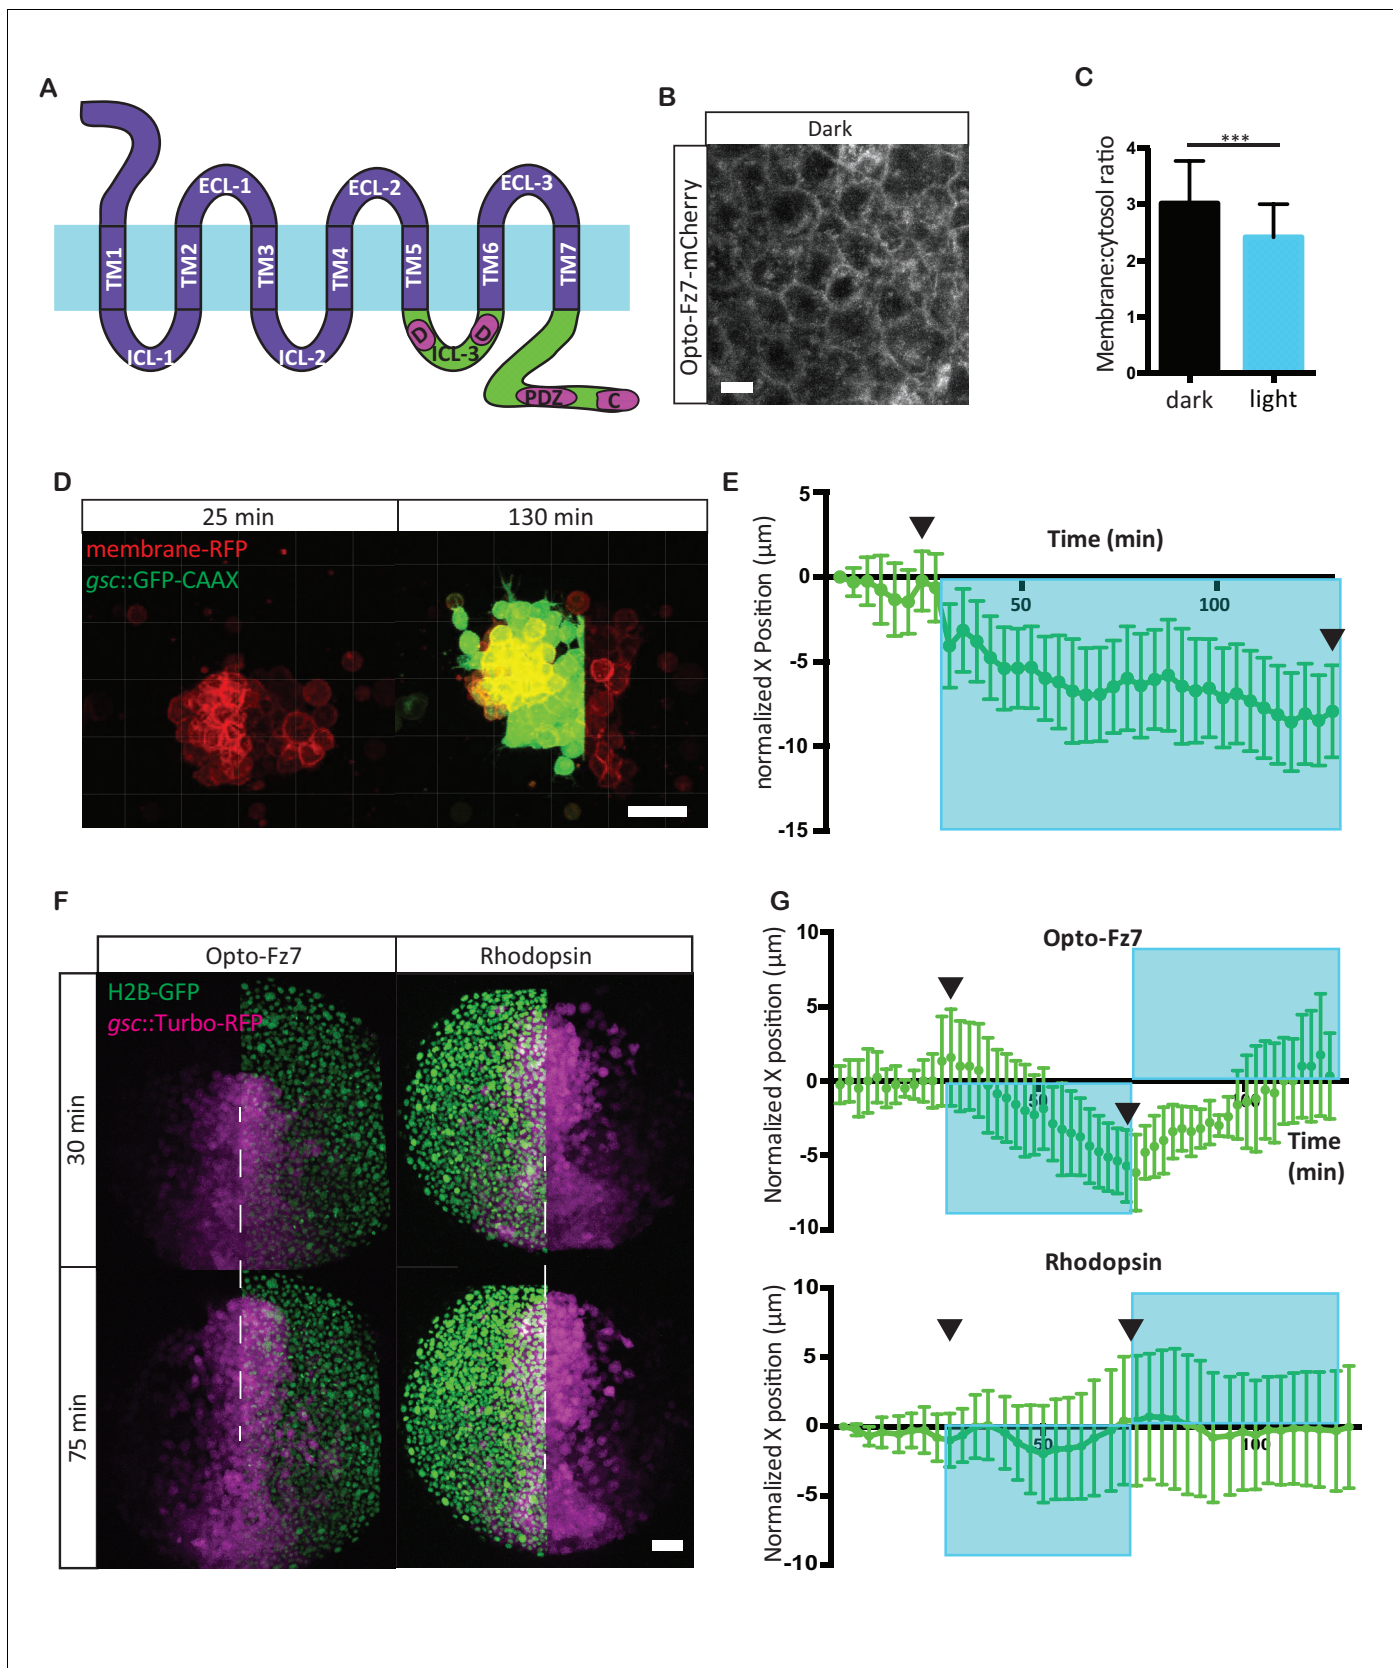 A
ECL-1
ECL-2
ECL-3
TM1
TM2
TM3
TM4
TM5
TM6
TM7
ICL-1
ICL-2
ICL-3
D
D
PDZ
C
B
Dark
Opto-Fz7-mCherry
C
***
Membrane:cytosol ratio
4
3
2
1
0
dark
light
D
25 min
130 min
membrane-RFP
gsc::GFP-CAAX
E
normalized X Position (µm)
5
0
-5
-10
-15
Time (min)
50
100
F
Opto-Fz7
Rhodopsin
H2B-GFP
gsc::Turbo-RFP
30 min
75 min
G
Opto-Fz7
Normalized X position (µm)
10
5
0
-5
-10
50
100
Time
(min)
Rhodopsin
Normalized X position (µm)
10
5
0
-5
-10
50
100